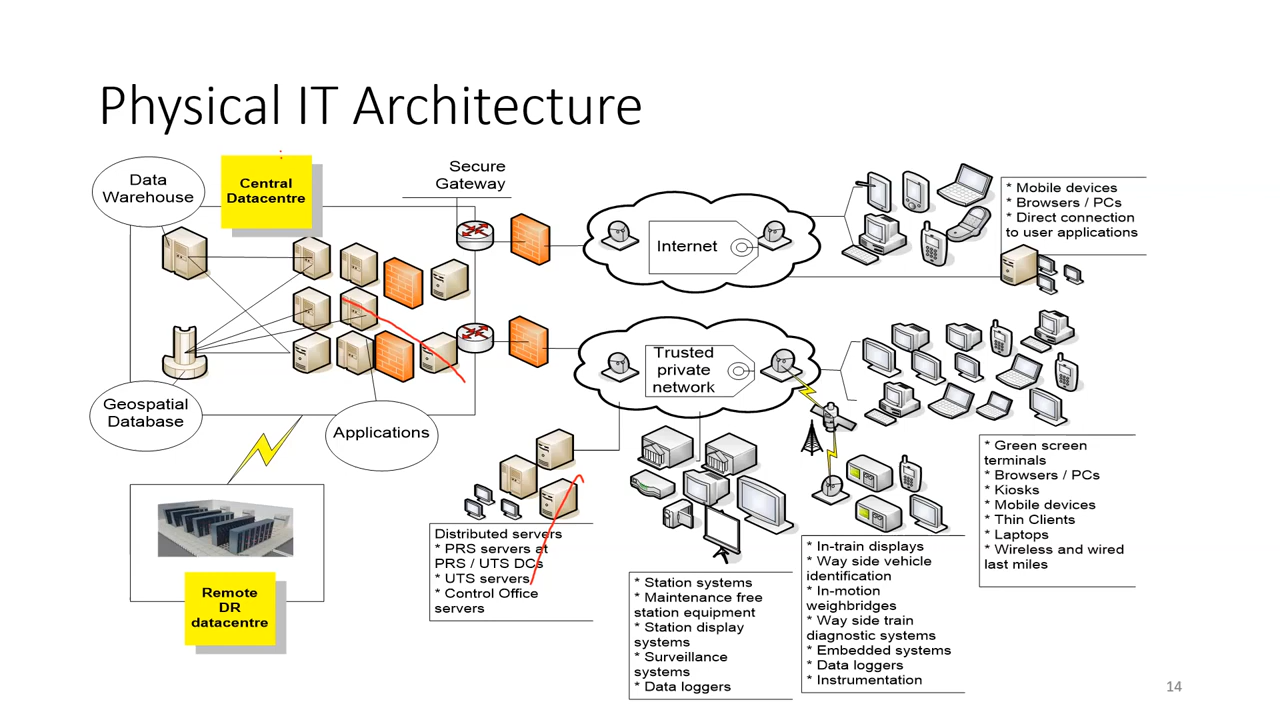 Physical IT Architecture
Data
Warehouse
Central
Datacentre
Secure
Gateway
Internet
* Mobile devices
* Browsers / PCs
* Direct connection
to user applications
Trusted
private
network
Geospatial
Database
Applications
Remote
DR
datacentre
Distributed servers
* PRS servers at
PRS / UTS DCs
* UTS servers
* Control Office
servers
* Station systems
* Maintenance free
station equipment
* Station display
systems
* Surveillance
systems
* Data loggers
* In-train displays
* Way side vehicle
identification
* In-motion
weighbridges
* Way side train
diagnostic systems
* Embedded systems
* Data loggers
* Instrumentation
* Green screen
terminals
* Browsers / PCs
* Kiosks
* Mobile devices
* Thin Clients
* Laptops
* Wireless and wired
last miles
14